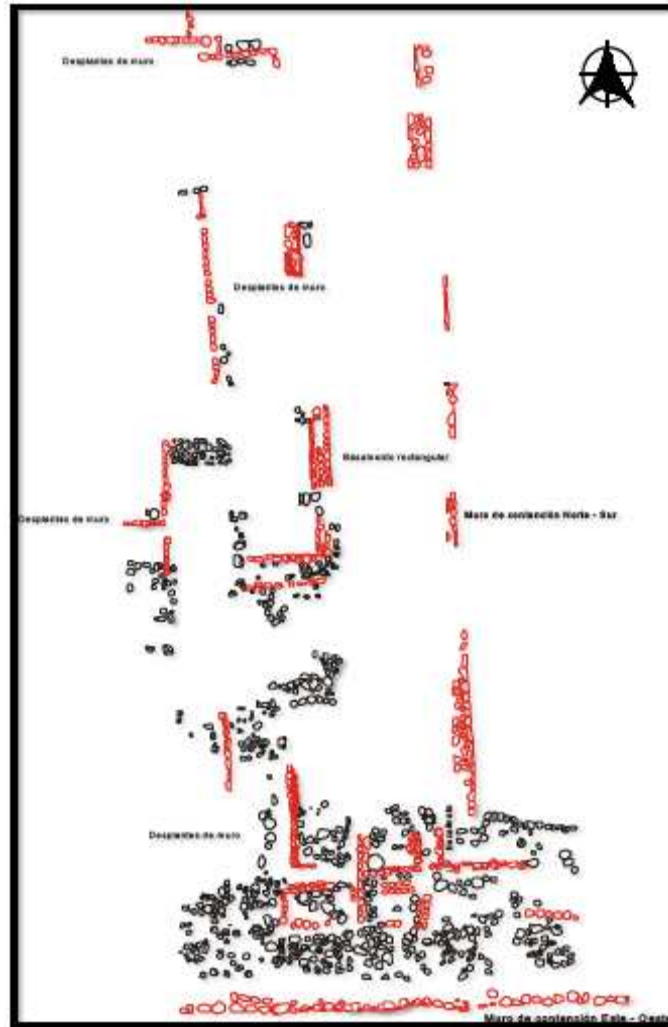 Desplantes de muro
Desplantes de muro
Basamento rectangular
Muro de contención Norte - Sur
Desplantes de muro
Desplantes de muro
Muro de contención Este - Oeste